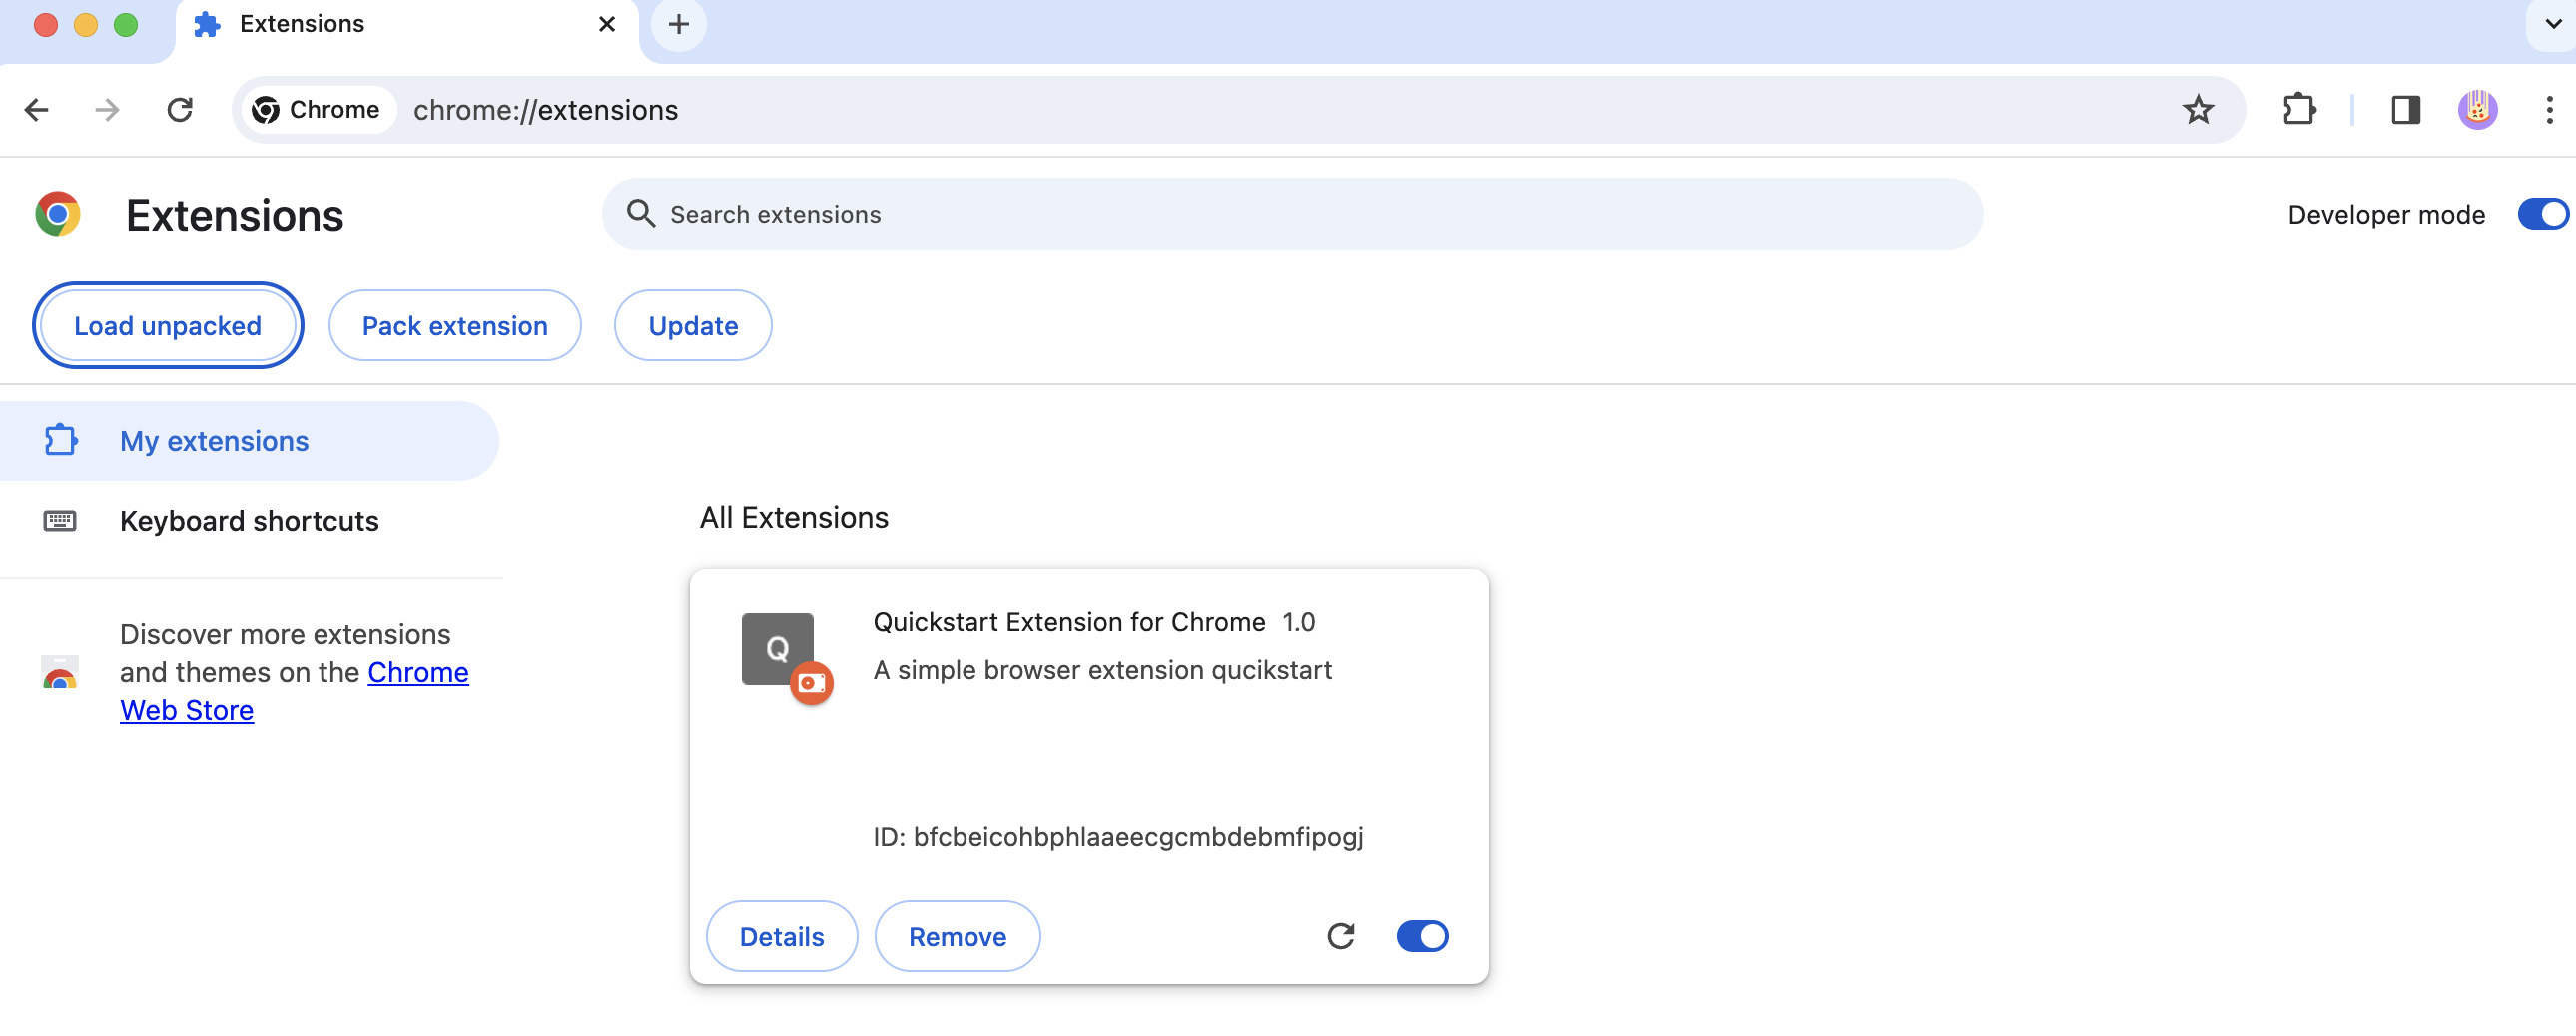 Extensions
Chrome
chrome://extensions
Extensions
Search extensions
Developer mode
Load unpacked
Pack extension
Update
My extensions
Keyboard shortcuts
Discover more extensions
and themes on the Chrome
Web Store
All Extensions
Q
Quickstart Extension for Chrome 1.0
A simple browser extension qucikstart
ID: bfcbeicohbphlaaeecgcmbdebmfipogj
Details
Remove